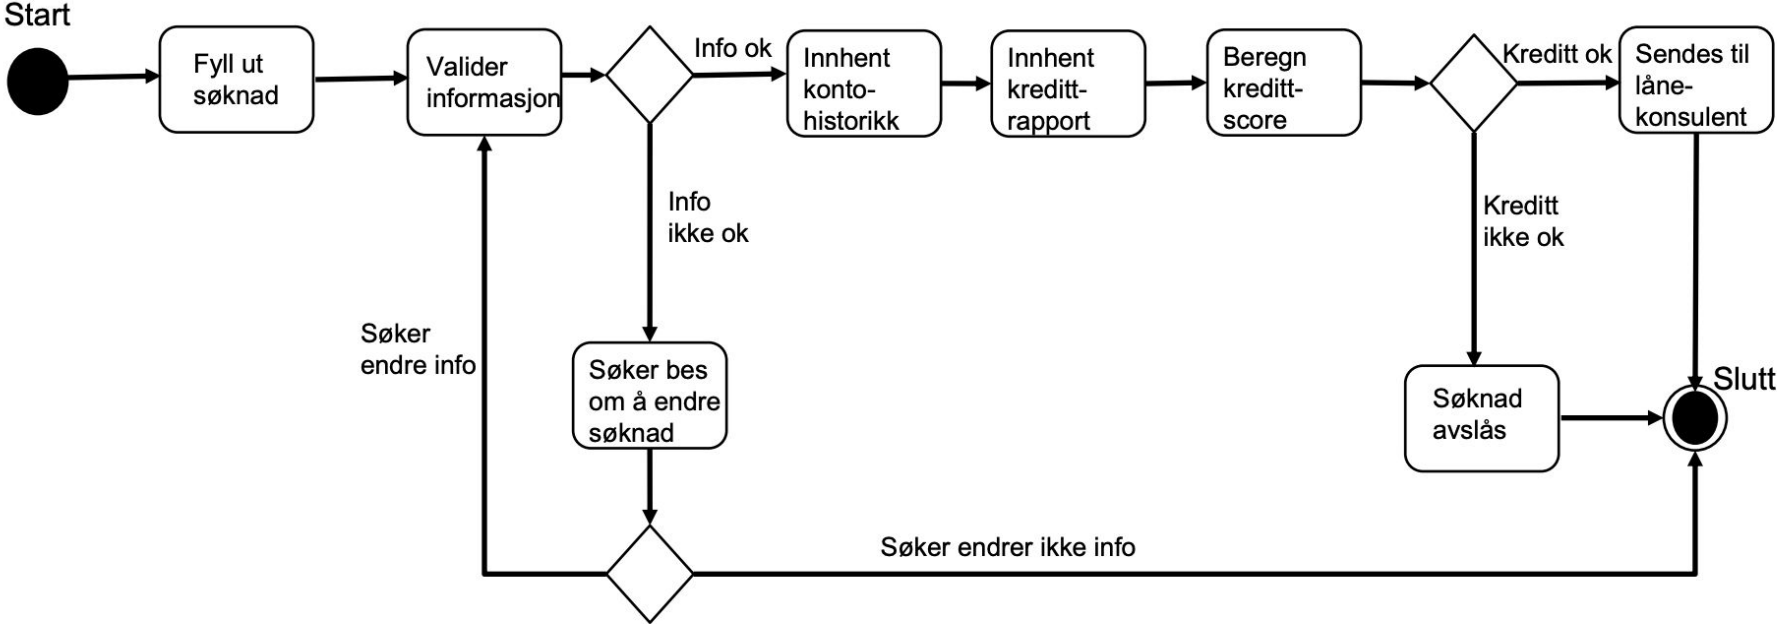 Start
Fyll ut
søknad
Valider
informasjon
Info ok
Innhent
konto-
historikk
Innhent
kreditt-
rapport
Beregn
kreditt-
score
Kreditt ok
Sendes til
låne-
konsulent
Info
ikke ok
Kreditt
ikke ok
Søker
endre info
Søker bes
om å endre
søknad
Søknad
avslås
Slutt
Søker endrer ikke info